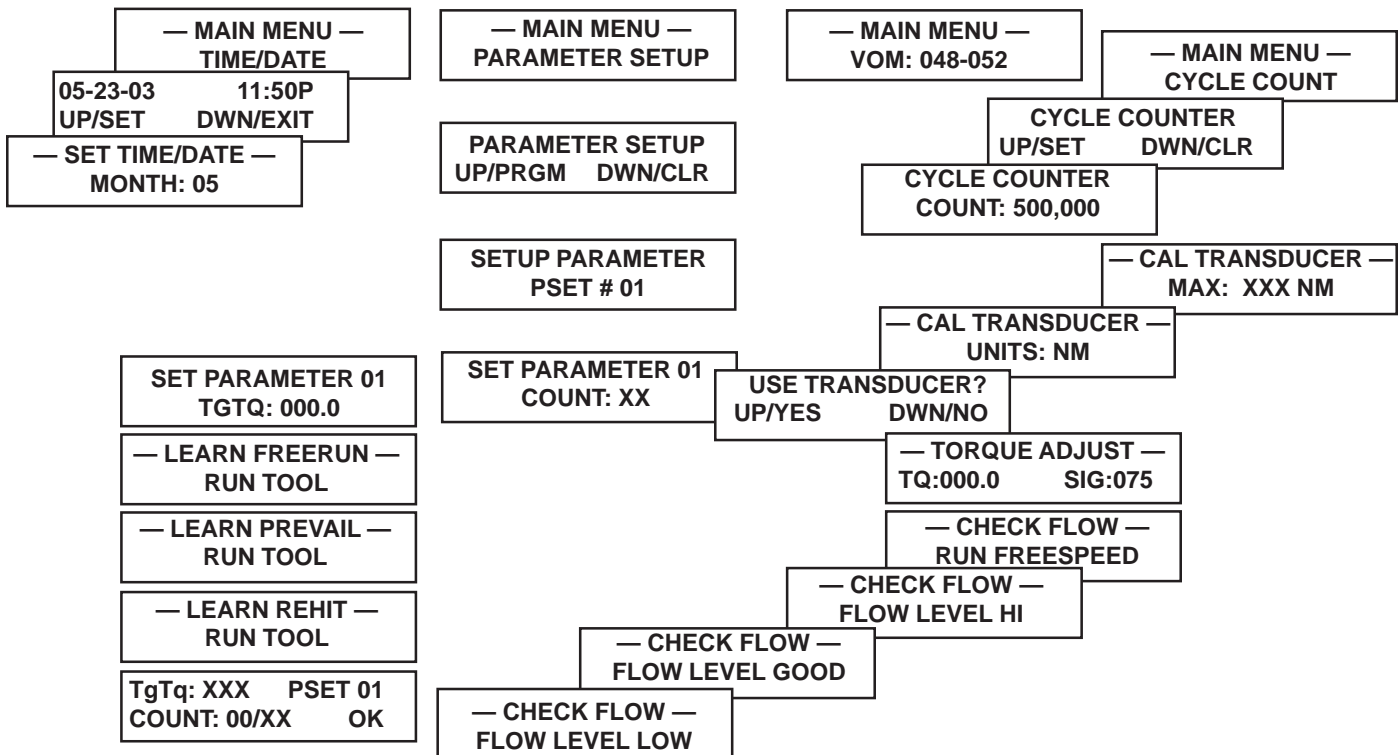 — MAIN MENU —
TIME/DATE
05-23-03 11:50P
UP/SET DWN/EXIT
— SET TIME/DATE —
MONTH: 05
— MAIN MENU —
PARAMETER SETUP
PARAMETER SETUP
UP/PRGM DWN/CLR
SETUP PARAMETER
PSET # 01
SET PARAMETER 01
COUNT: XX
— MAIN MENU —
VOM: 048-052
— MAIN MENU —
CYCLE COUNT
CYCLE COUNTER
UP/SET DWN/CLR
CYCLE COUNTER
COUNT: 500,000
— CAL TRANSDUCER —
MAX: XXX NM
— CAL TRANSDUCER —
UNITS: NM
USE TRANSDUCER?
UP/YES DWN/NO
— TORQUE ADJUST —
TQ:000.0 SIG:075
— CHECK FLOW —
RUN FREESPEED
— CHECK FLOW —
FLOW LEVEL HI
— CHECK FLOW —
FLOW LEVEL GOOD
— CHECK FLOW —
FLOW LEVEL LOW
SET PARAMETER 01
TGTQ: 000.0
— LEARN FREERUN —
RUN TOOL
— LEARN PREVAIL —
RUN TOOL
— LEARN REHIT —
RUN TOOL
TgTq: XXX PSET 01
COUNT: 00/XX OK